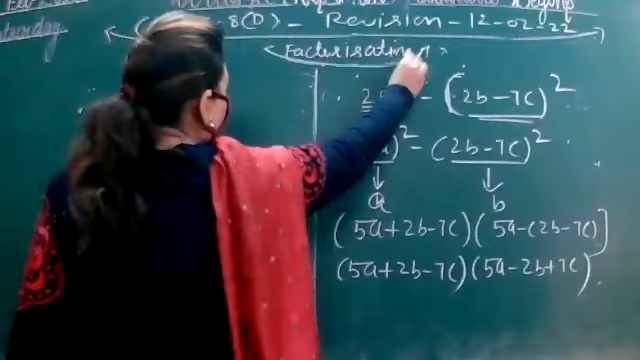 8(D) - Revision - 12-02-22
Saturday
Factorisation
2 - (2b-7c)²
)² - (2b-7c)²
a b
(5a+2b-7c)(5a-(2b-7c)]
(5a+2b-7c)(5a-2b+7c)